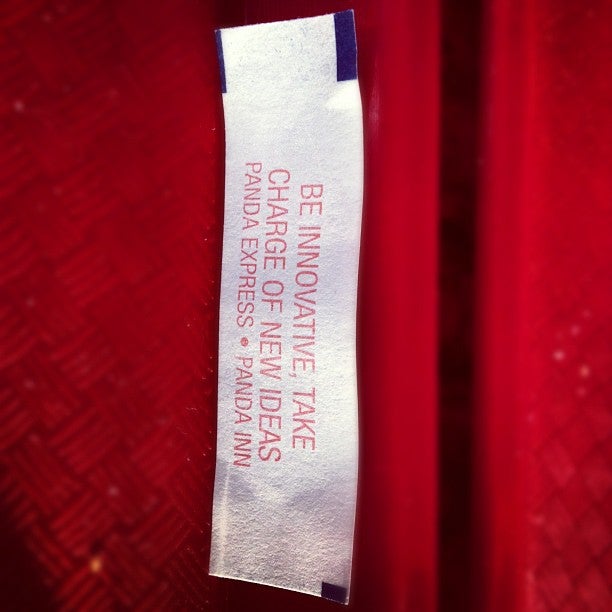 BE INNOVATIVE, TAKE
CHARGE OF NEW IDEAS
PANDA EXPRESS • PANDA INN